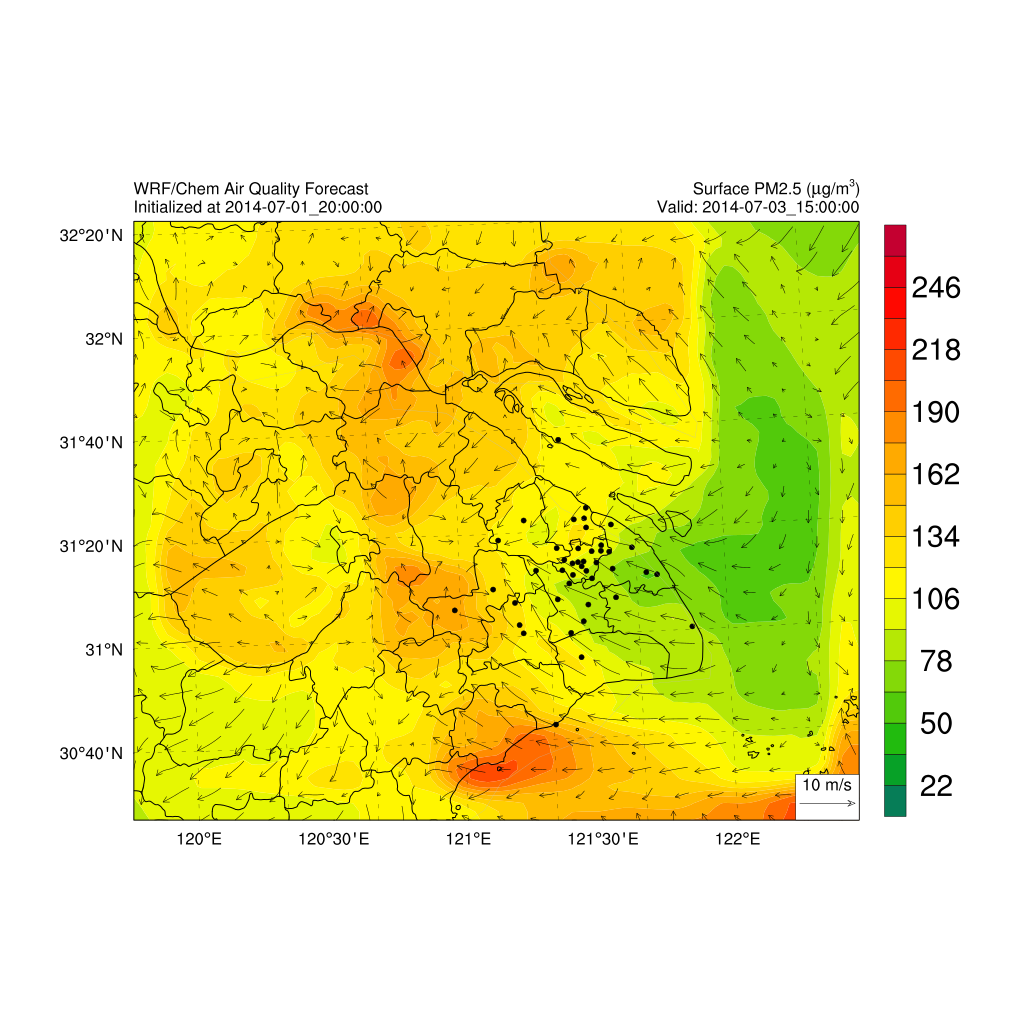 WRF/Chem Air Quality Forecast
Surface PM2.5 (μg/m³)
Initialized at 2014-07-01_20:00:00
Valid: 2014-07-03_15:00:00
32°20'N
32°N
31°40'N
31°20'N
31°N
30°40'N
120°E
120°30'E
121°E
121°30'E
122°E
10 m/s
246
218
190
162
134
106
78
50
22